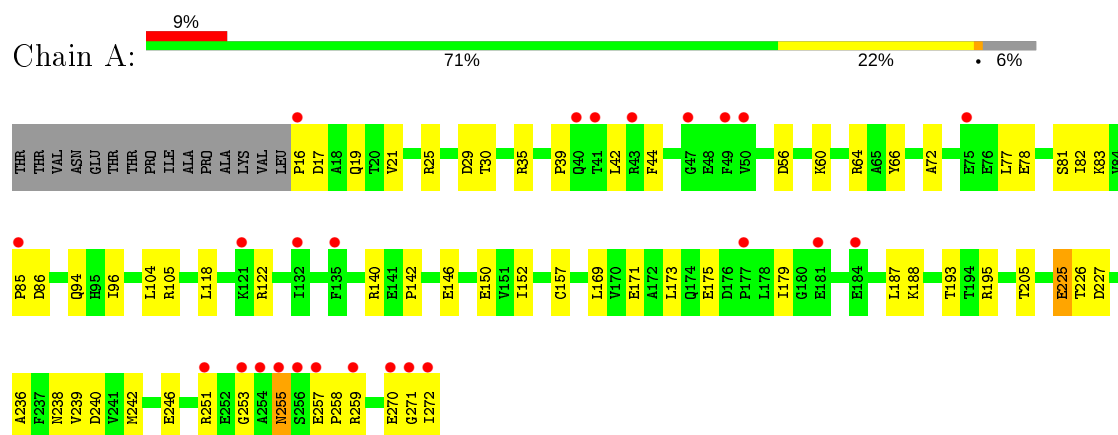 9%
Chain A:
71% 22% • 6%
THR THR VAL ASN GLU THR THR PRO ILE ALA PRO ALA LYS VAL LEU P16 D17 A18 Q19 T20 V21 R25 D29 T30 R35 P39 Q40 T41 L42 R43 F44 G47 E48 F49 V50 D56 K60 R64 A65 Y66 A72 E75 E76 L77 E78 S81 I82 K83 V84
P85 D86 Q94 H95 I96 L104 R105 L118 K121 R122 I132 F135 R140 E141 P142 E146 E150 V151 I152 C157 L169 V170 E171 A172 L173 Q174 E175 D176 P177 L178 I179 G180 E181 E184 L187 K188 T193 T194 R195 T205 E225 T226 D227
A236 F237 N238 V239 D240 V241 M242 E246 R251 E252 G253 A254 N255 S256 E257 P258 R259 E270 G271 I272